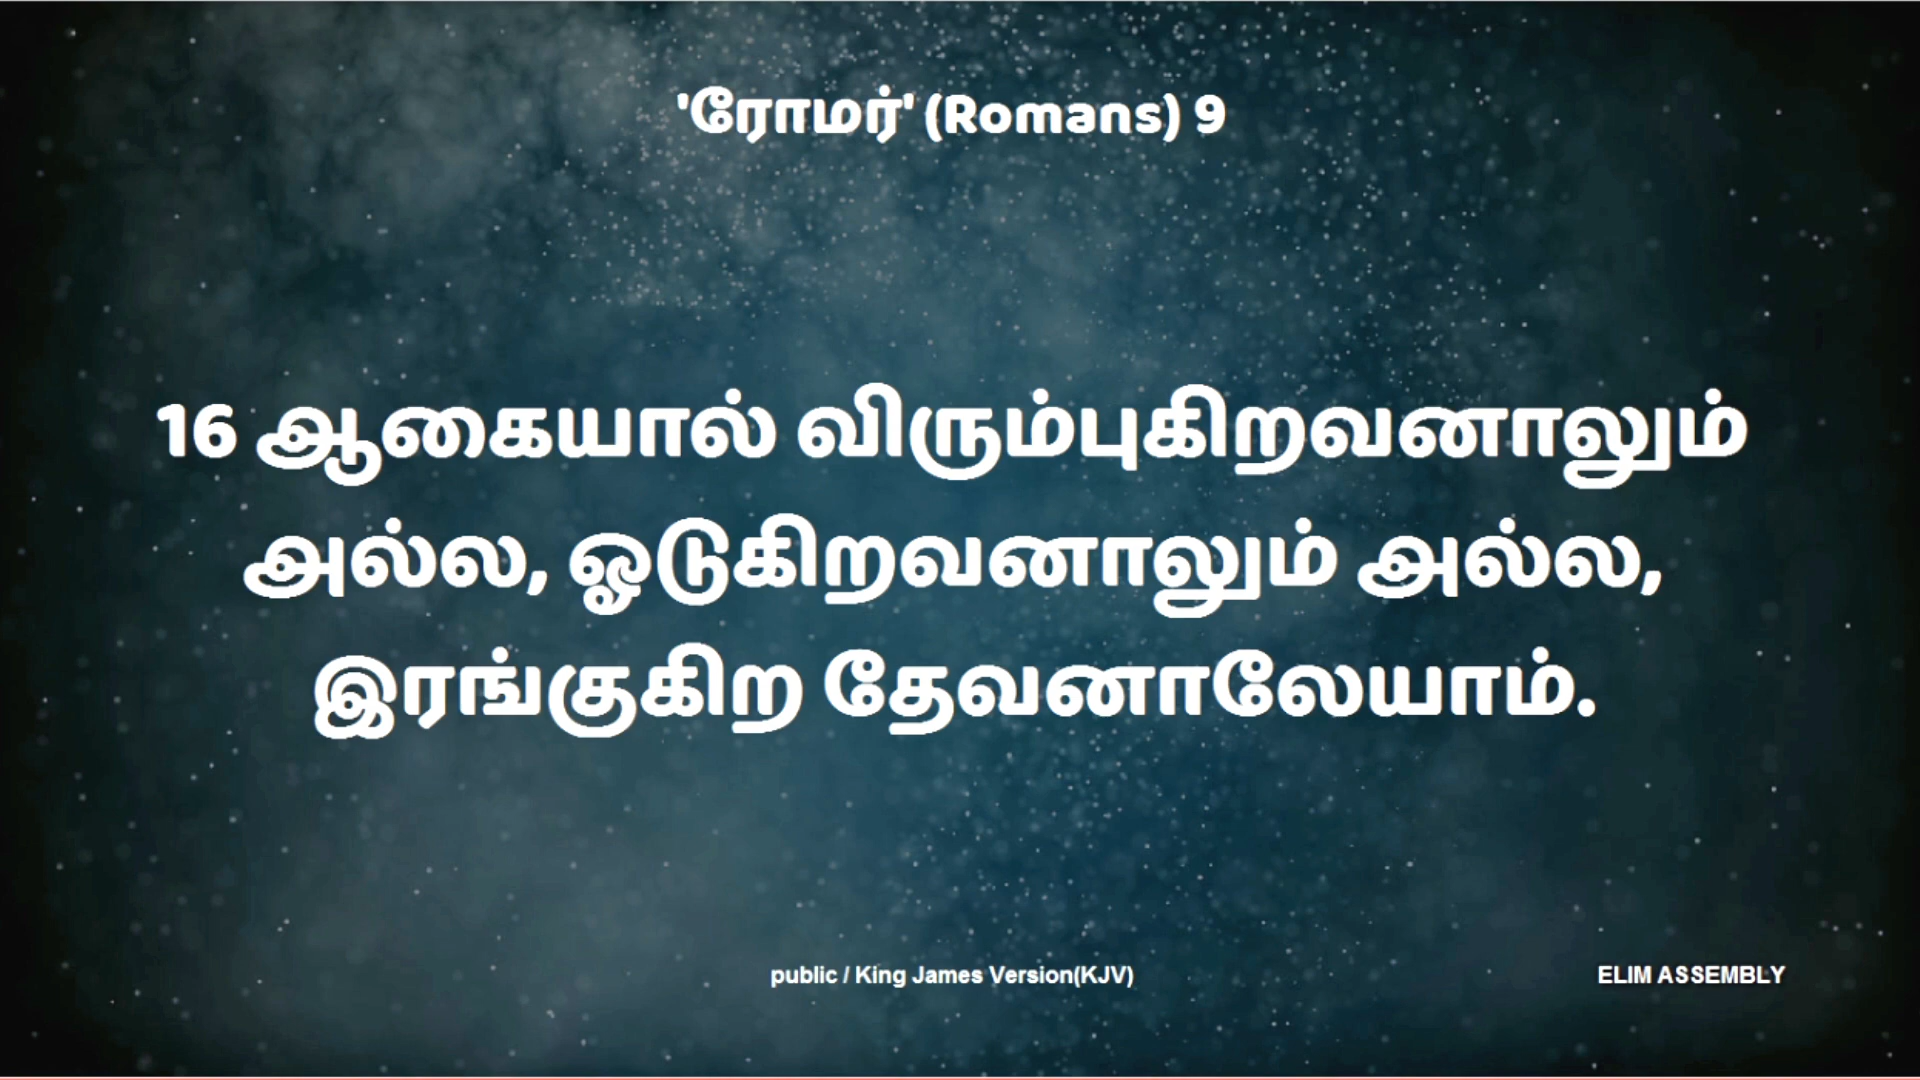 'ரோமர்' (Romans) 9
16 ஆகையால் விரும்புகிறவனாலும்
அல்ல, ஓடுகிறவனாலும் அல்ல,
இரங்குகிற தேவனாலேயாம்.
public / King James Version(KJV)
ELIM ASSEMBLY